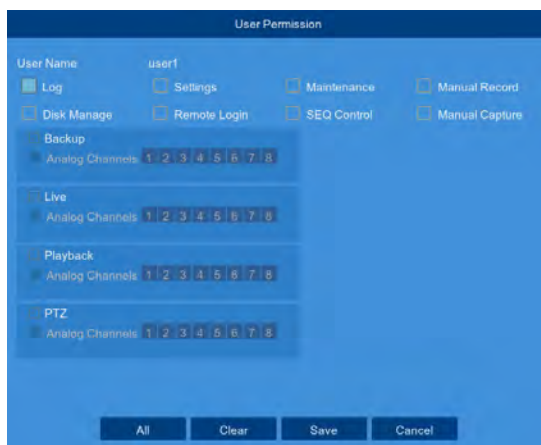 User Permission
User Name user1
Log Settings Maintenance Manual Record
Disk Manage Remote Login SEQ Control Manual Capture
Backup
Analog Channels 1 2 3 4 5 6 7 8
Live
Analog Channels 1 2 3 4 5 6 7 8
Playback
Analog Channels 1 2 3 4 5 6 7 8
PTZ
Analog Channels 1 2 3 4 5 6 7 8
All Clear Save Cancel